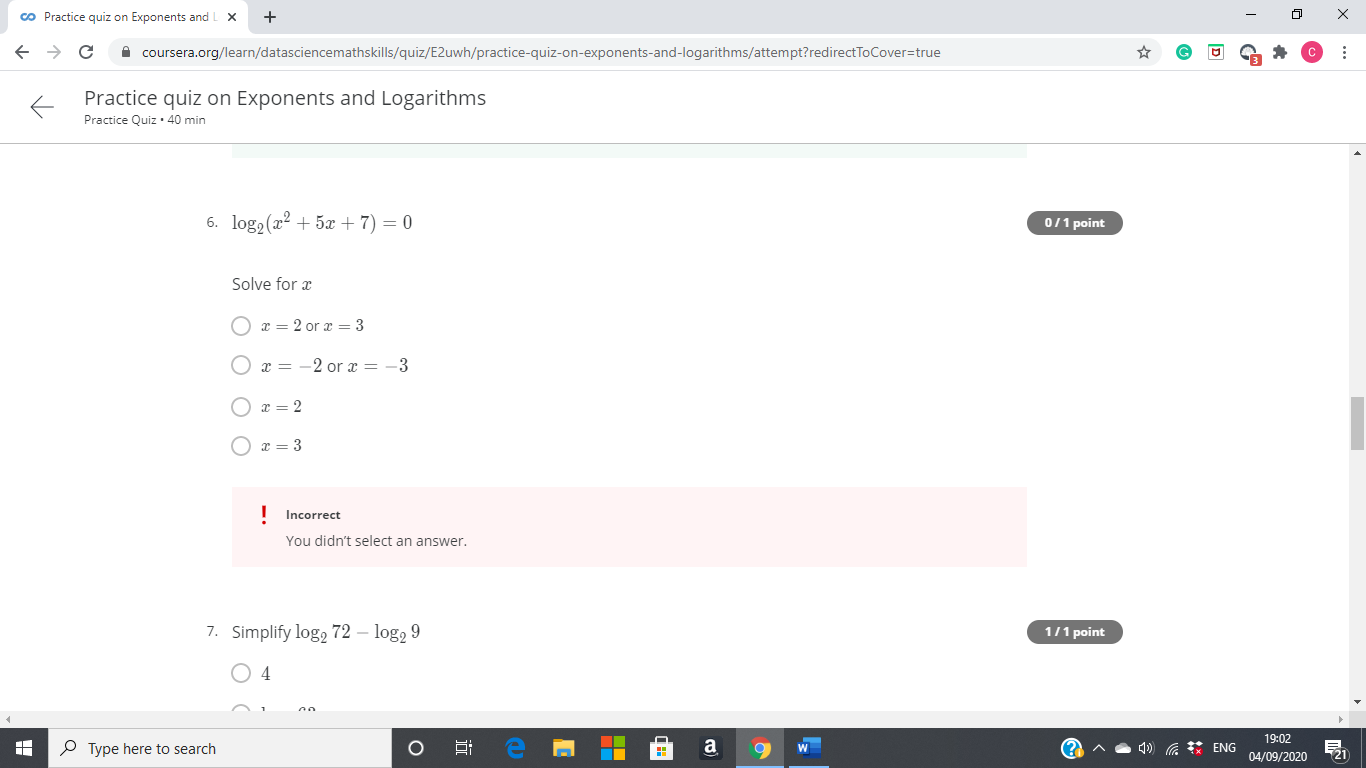 Practice quiz on Exponents and L
coursera.org/learn/datasciencemathskills/quiz/E2uwh/practice-quiz-on-exponents-and-logarithms/attempt?redirectToCover=true
G
3
C
Practice quiz on Exponents and Logarithms
Practice Quiz • 40 min
6. log₂(x² + 5x + 7) = 0
0 / 1 point
Solve for x
x = 2 or x = 3
x = −2 or x = −3
x = 2
x = 3
! Incorrect
You didn't select an answer.
7. Simplify log₂ 72 − log₂ 9
1 / 1 point
4
Type here to search
ENG
19:02
04/09/2020
21